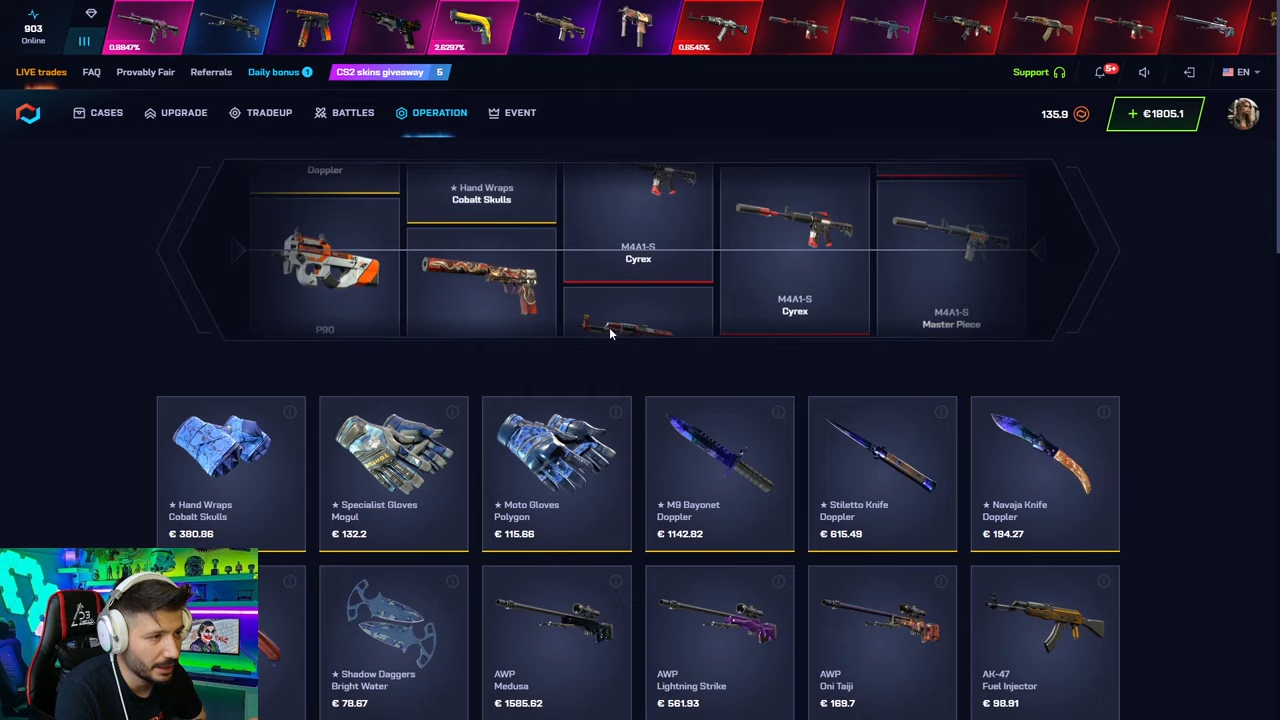 903
Online
0.8847%
2.6297%
0.6545%
LIVE trades
FAQ
Provably Fair
Referrals
Daily bonus 1
CS2 skins giveaway 5
Support
5+
EN
CASES
UPGRADE
TRADEUP
BATTLES
OPERATION
EVENT
135.9
+ €1805.1
Doppler
★ Hand Wraps
Cobalt Skulls
M4A1-S
Cyrex
M4A1-S
Cyrex
M4A1-S
Master Piece
P90
★ Hand Wraps
Cobalt Skulls
€ 380.86
★ Specialist Gloves
Mogul
€ 132.2
★ Moto Gloves
Polygon
€ 115.66
★ M9 Bayonet
Doppler
€ 1142.82
★ Stiletto Knife
Doppler
€ 615.49
★ Navaja Knife
Doppler
€ 194.27
★ Shadow Daggers
Bright Water
€ 78.67
AWP
Medusa
€ 1585.62
AWP
Lightning Strike
€ 561.93
AWP
Oni Taiji
€ 169.7
AK-47
Fuel Injector
€ 98.91